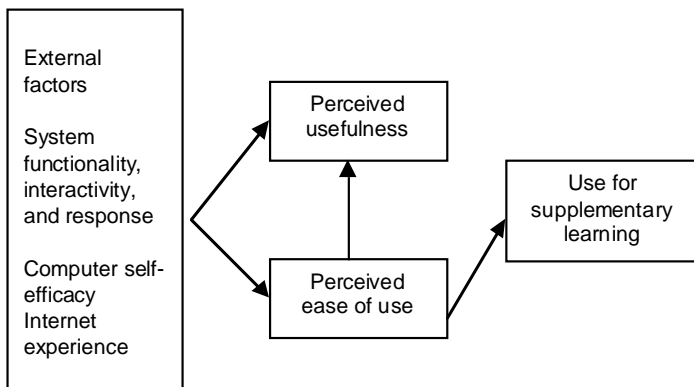 External
factors
System
functionality,
interactivity,
and response
Computer self-
efficacy
Internet
experience
Perceived
usefulness
Perceived
ease of use
Use for
supplementary
learning